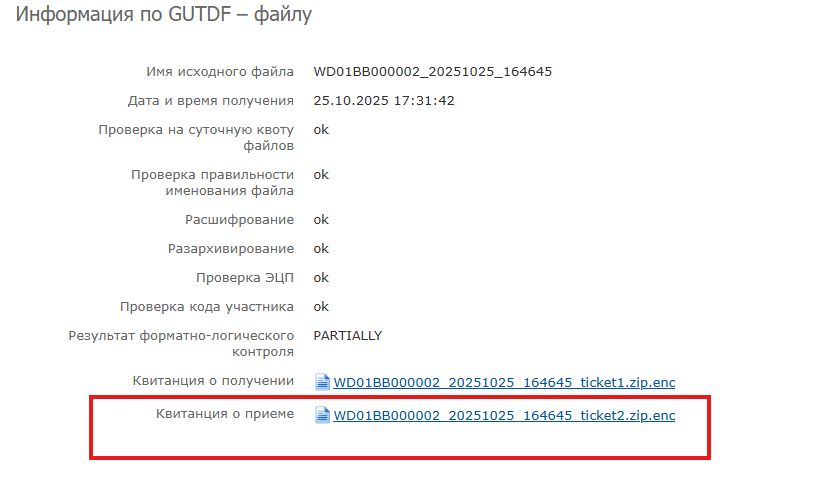 Информация по GUTDF – файлу
Имя исходного файла WD01BB000002_20251025_164645
Дата и время получения 25.10.2025 17:31:42
Проверка на суточную квоту ok
файлов
Проверка правильности ok
именования файла
Расшифрование ok
Разархивирование ok
Проверка ЭЦП ok
Проверка кода участника ok
Результат форматно-логического PARTIALLY
контроля
Квитанция о получении WD01BB000002_20251025_164645_ticket1.zip.enc
Квитанция о приеме WD01BB000002_20251025_164645_ticket2.zip.enc